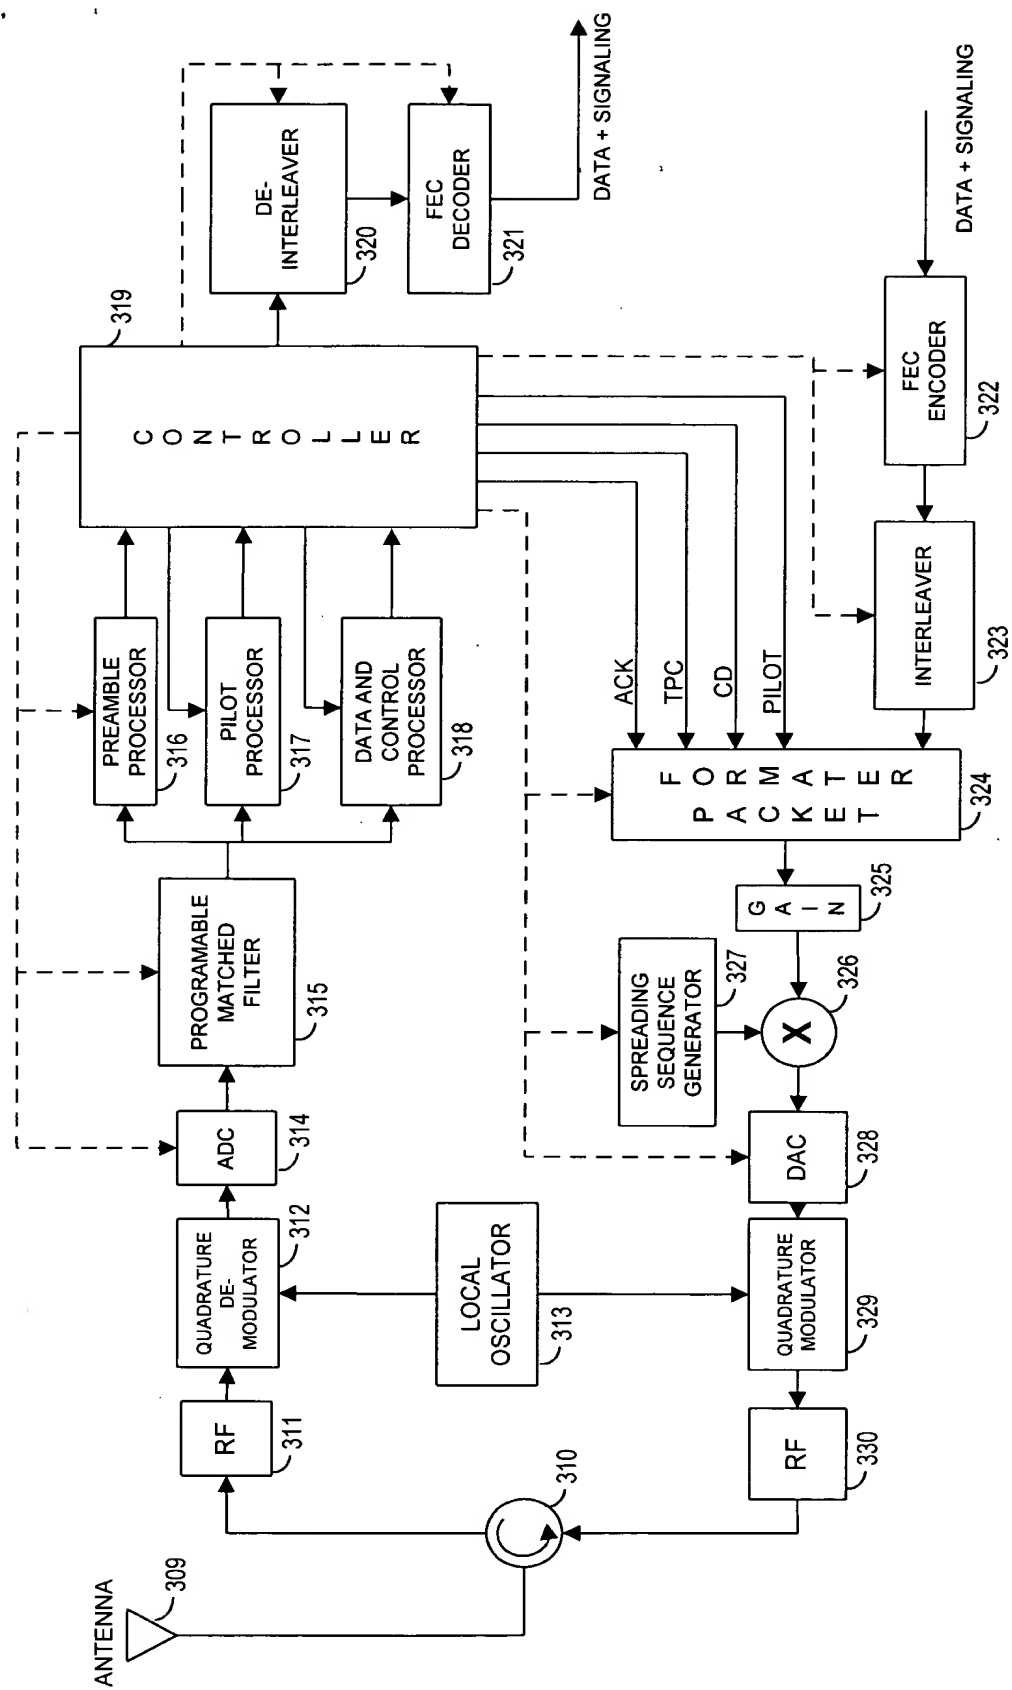 ANTENNA
309
310
RF
311
QUADRATURE
DE-
MODULATOR
312
LOCAL
OSCILLATOR
313
ADC
314
PROGRAMABLE
MATCHED
FILTER
315
PREAMBLE
PROCESSOR
316
PILOT
PROCESSOR
317
DATA AND
CONTROL
PROCESSOR
318
CONTROLLER
319
DE-
INTERLEAVER
320
FEC
DECODER
321
DATA + SIGNALING
DATA + SIGNALING
FEC
ENCODER
322
INTERLEAVER
323
ACK
TPC
CD
PILOT
PACKET
FORMATTER
324
GAIN
325
X
326
SPREADING
SEQUENCE
GENERATOR
327
DAC
328
QUADRATURE
MODULATOR
329
RF
330